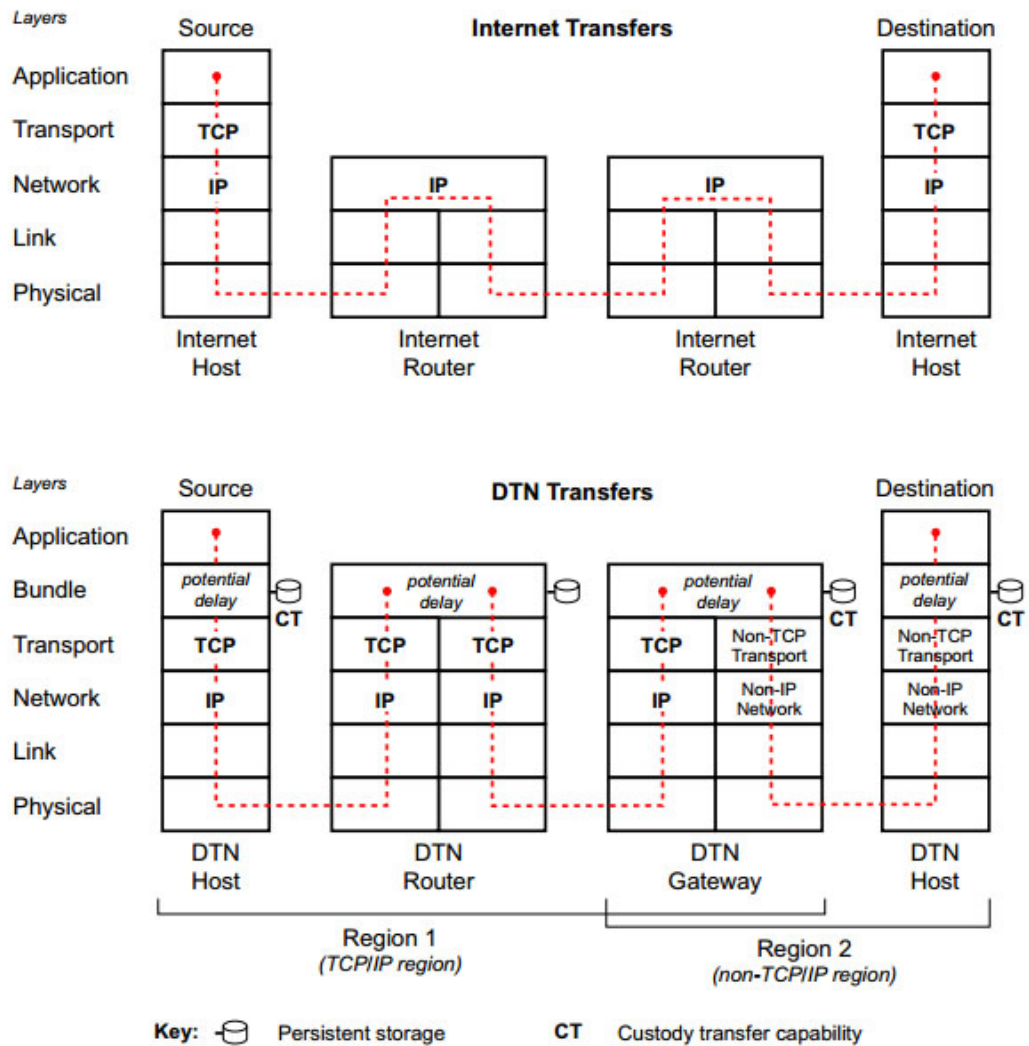 Layers
Source
Internet Transfers
Destination
Application
Transport
TCP
TCP
Network
IP
IP
IP
IP
Link
Physical
Internet
Host
Internet
Router
Internet
Router
Internet
Host
Layers
Source
DTN Transfers
Destination
Application
Bundle
potential
delay
CT
potential
delay
potential
delay
CT
potential
delay
CT
Transport
TCP
TCP
TCP
TCP
Non-TCP
Transport
Non-TCP
Transport
Network
IP
IP
IP
IP
Non-IP
Network
Non-IP
Network
Link
Physical
DTN
Host
DTN
Router
DTN
Gateway
DTN
Host
Region 1
(TCP/IP region)
Region 2
(non-TCP/IP region)
Key: Persistent storage CT Custody transfer capability